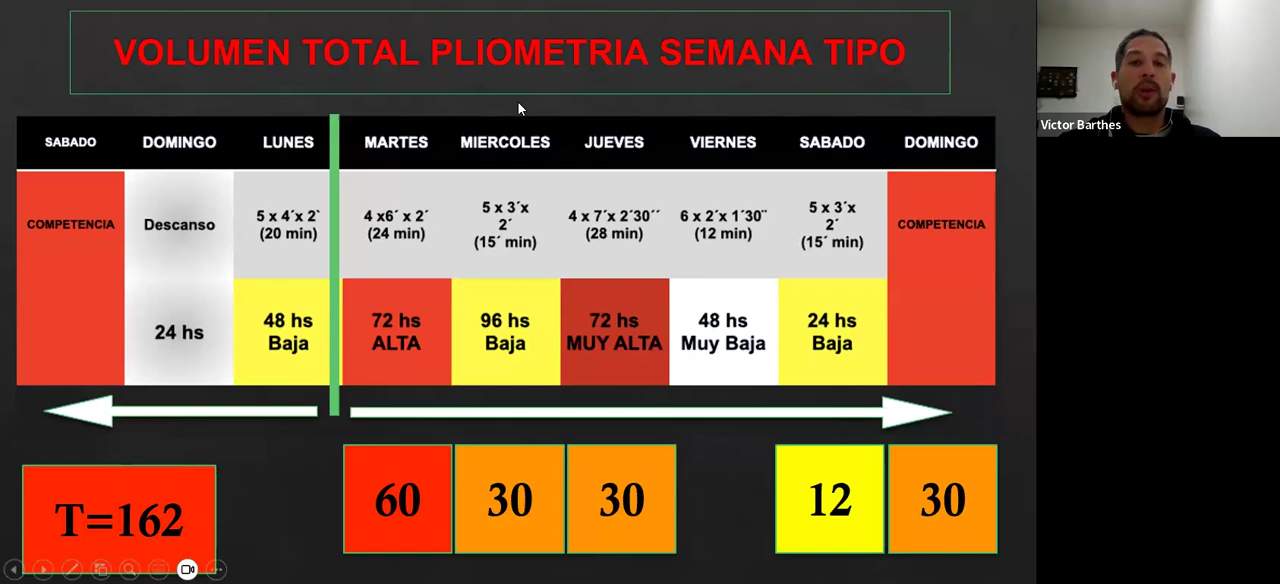 VOLUMEN TOTAL PLIOMETRIA SEMANA TIPO
Victor Barthes
SABADO DOMINGO LUNES MARTES MIERCOLES JUEVES VIERNES SABADO DOMINGO
COMPETENCIA
Descanso
5 x 4´x 2`
(20 min)
4 x6´ x 2´
(24 min)
5 x 3´x
2´
(15´ min)
4 x 7´x 2´30´´
(28 min)
6 x 2´x 1´30¨
(12 min)
5 x 3´x
2´
(15´ min)
COMPETENCIA
24 hs
48 hs
Baja
72 hs
ALTA
96 hs
Baja
72 hs
MUY ALTA
48 hs
Muy Baja
24 hs
Baja
60 30 30 12 30
T=162